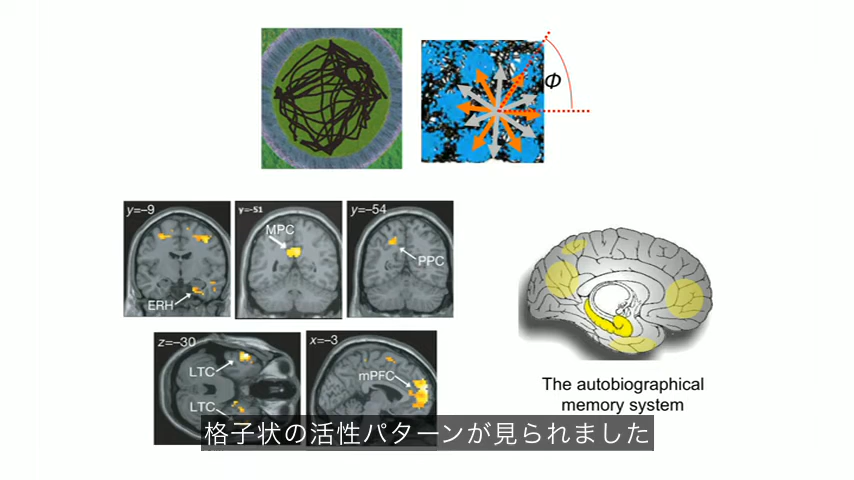 Φ
y=–9
y=–51
MPC
y=–54
PPC
ERH
z=–30
LTC
LTC
x=–3
mPFC
The autobiographical
memory system
格子状の活性パターンが見られました